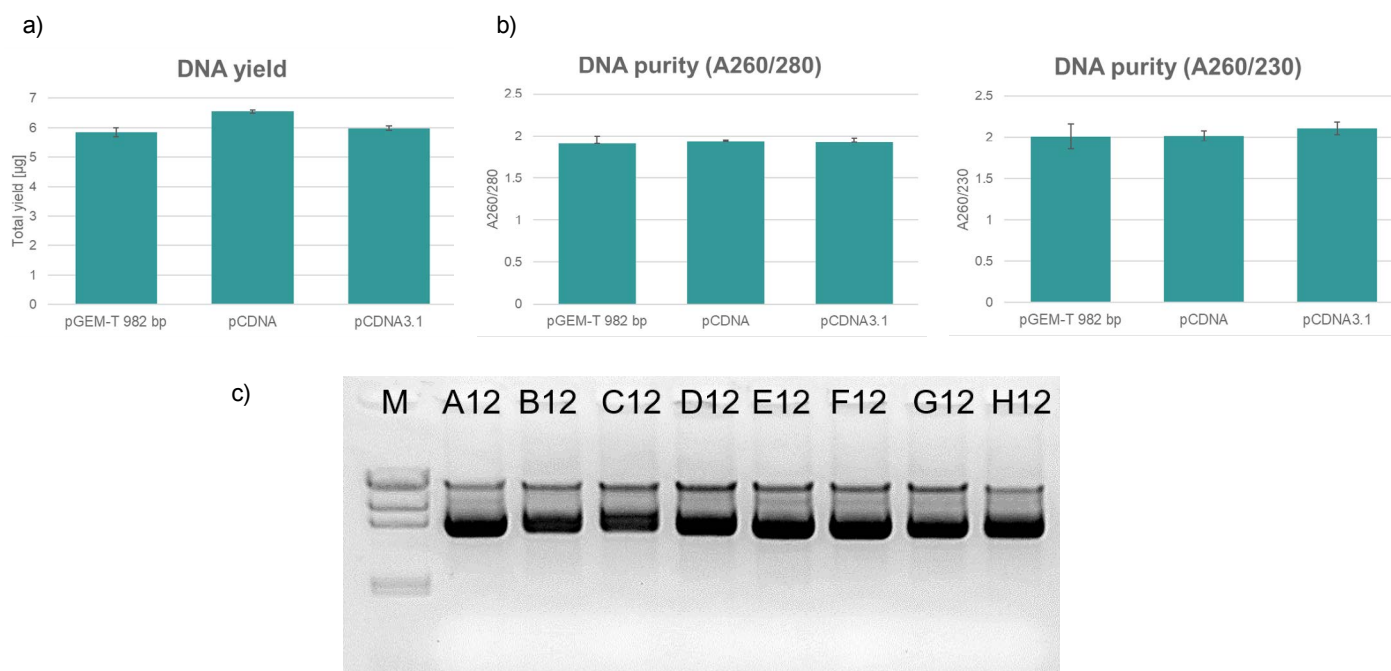 a)
DNA yield
Total yield [µg]
7
6
5
4
3
2
1
0
pGEM-T 982 bp pCDNA pCDNA3.1
b)
DNA purity (A260/280)
A260/280
2.5
2
1.5
1
0.5
0
pGEM-T 982 bp pCDNA pCDNA3.1
DNA purity (A260/230)
A260/230
2.5
2
1.5
1
0.5
0
pGEM-T 982 bp pCDNA pCDNA3.1
c)
M A12 B12 C12 D12 E12 F12 G12 H12